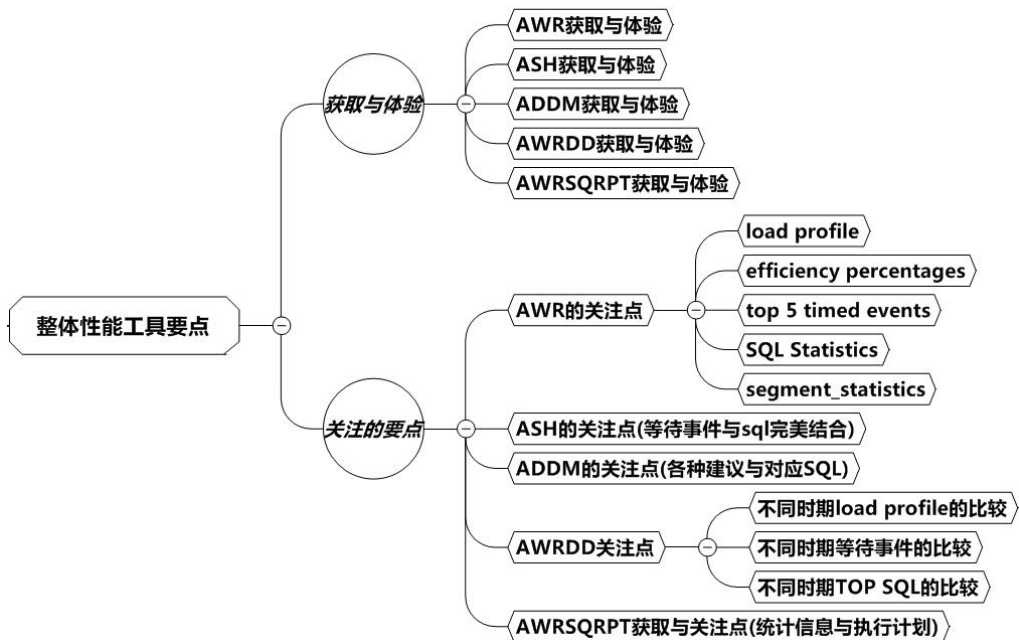 整体性能工具要点
获取与体验
AWR获取与体验
ASH获取与体验
ADDM获取与体验
AWRDD获取与体验
AWRSQRPT获取与体验
关注的要点
AWR的关注点
load profile
efficiency percentages
top 5 timed events
SQL Statistics
segment_statistics
ASH的关注点(等待事件与sql完美结合)
ADDM的关注点(各种建议与对应SQL)
AWRDD关注点
不同时期load profile的比较
不同时期等待事件的比较
不同时期TOP SQL的比较
AWRSQRPT获取与关注点(统计信息与执行计划)